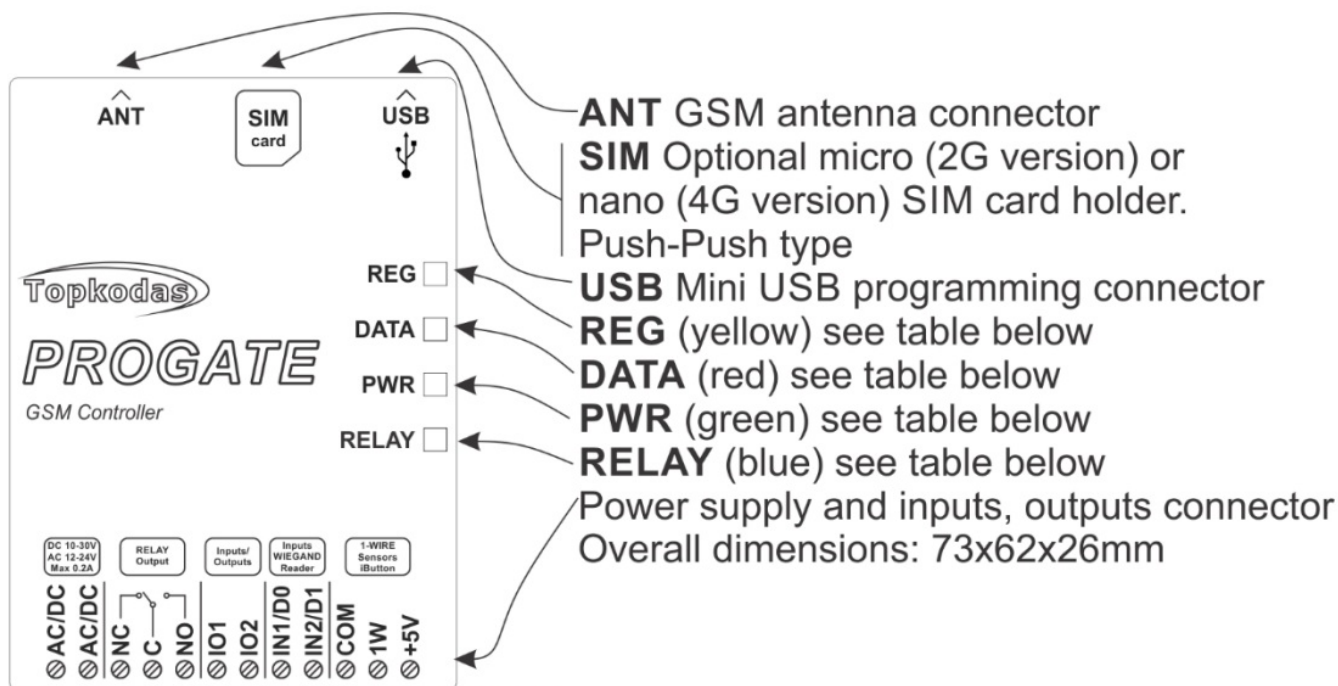 ANT
SIM
card
USB
Topkodas
PROGATE
GSM Controller
REG
DATA
PWR
RELAY
DC 10-30V
AC 12-24V
Max 0.2A
RELAY
Output
Inputs/
Outputs
Inputs
WIEGAND
Reader
1-WIRE
Sensors
iButton
AC/DC
AC/DC
NC
C
NO
IO1
IO2
IN1/D0
IN2/D1
COM
1W
+5V
ANT GSM antenna connector
SIM Optional micro (2G version) or
nano (4G version) SIM card holder.
Push-Push type
USB Mini USB programming connector
REG (yellow) see table below
DATA (red) see table below
PWR (green) see table below
RELAY (blue) see table below
Power supply and inputs, outputs connector
Overall dimensions: 73x62x26mm